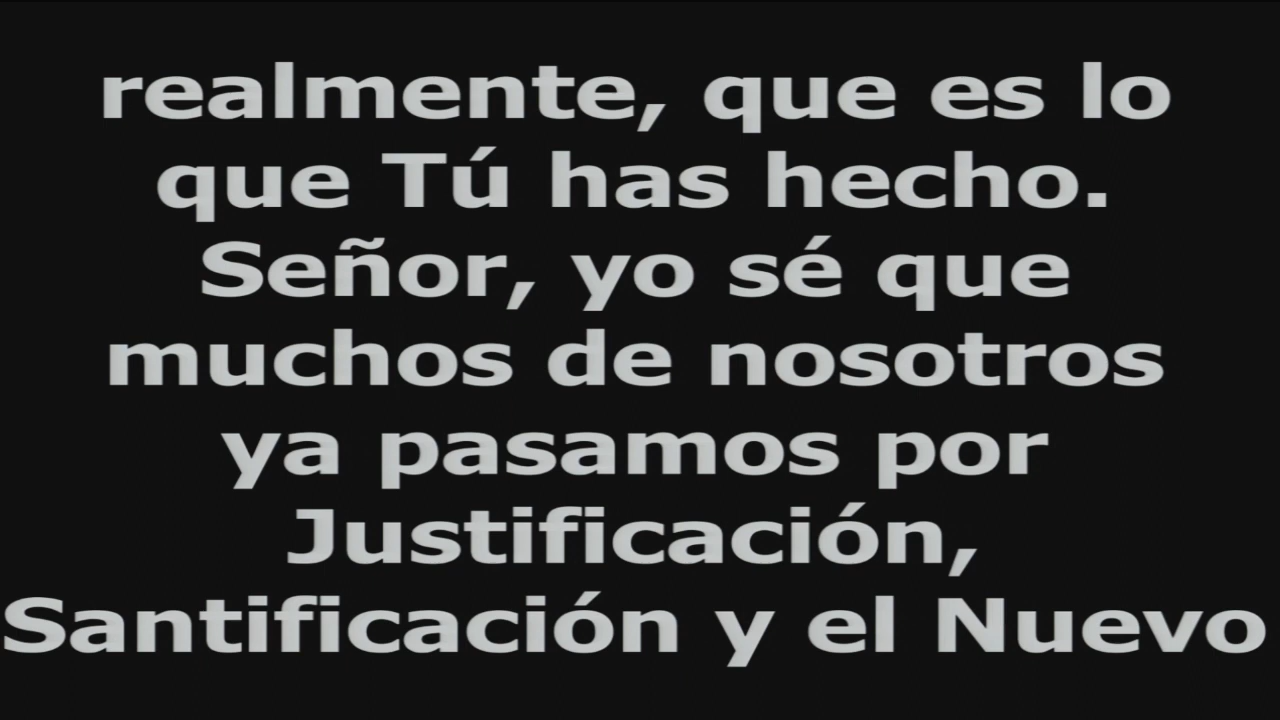 realmente, que es lo
que Tú has hecho.
Señor, yo sé que
muchos de nosotros
ya pasamos por
Justificación,
Santificación y el Nuevo